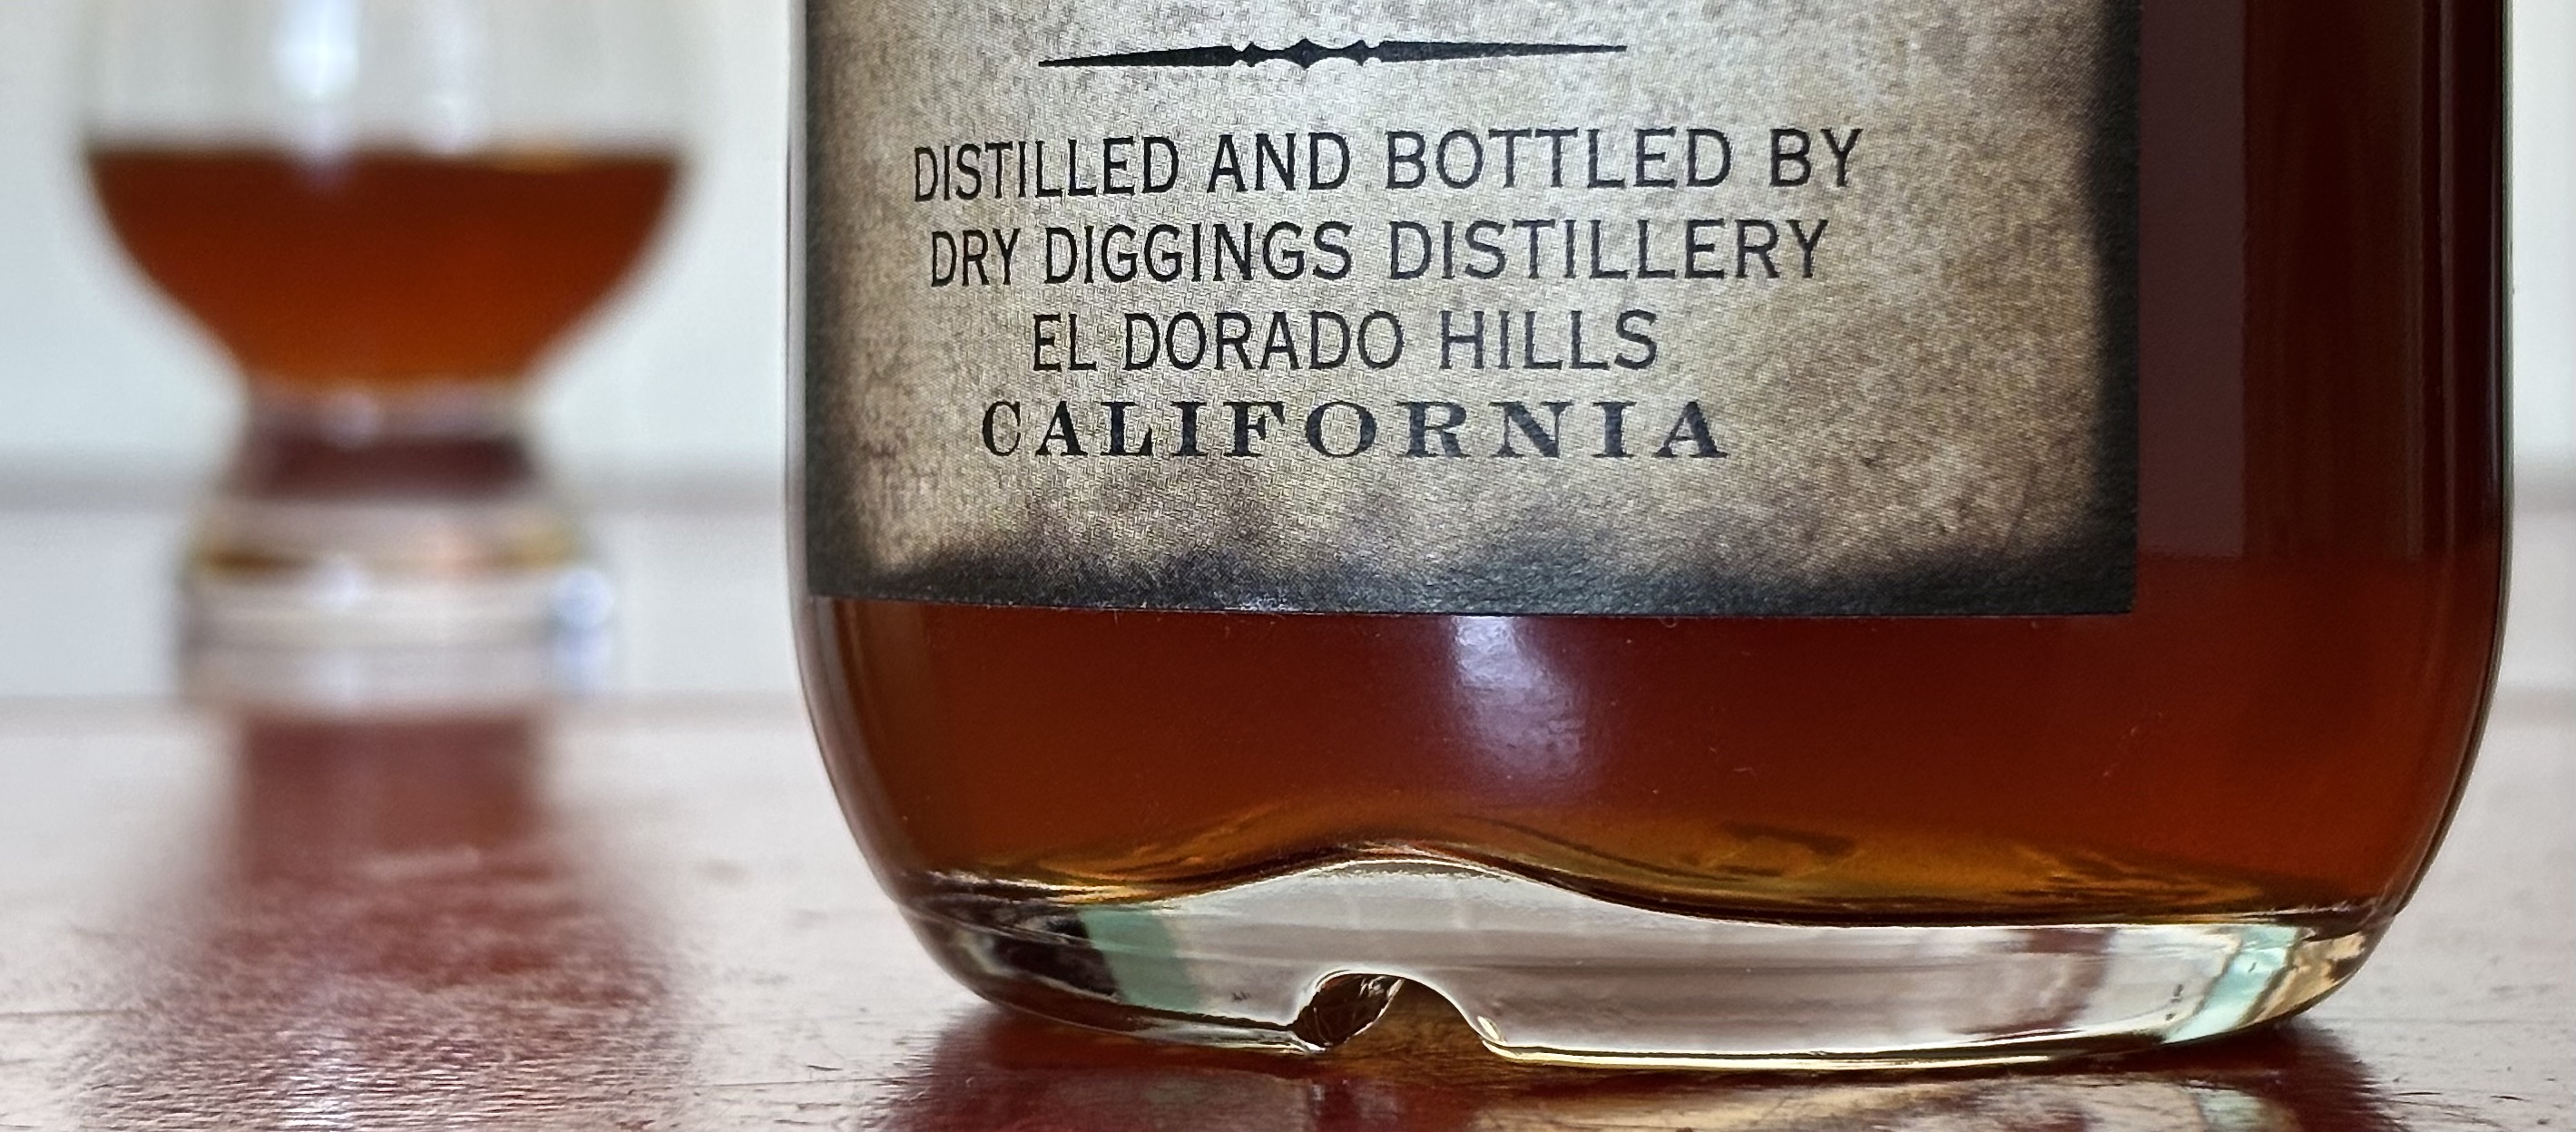 DISTILLED AND BOTTLED BY
DRY DIGGINGS DISTILLERY
EL DORADO HILLS
CALIFORNIA